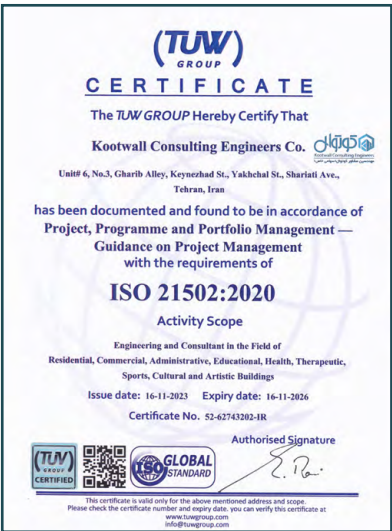 TUW
GROUP
CERTIFICATE
The TUW GROUP Hereby Certify That
Kootwall Consulting Engineers Co.
Kootwall Consulting Engineers
Unit# 6, No.3, Gharib Alley, Keynezhad St., Yakhchal St., Shariati Ave.,
Tehran, Iran
has been documented and found to be in accordance of
Project, Programme and Portfolio Management —
Guidance on Project Management
with the requirements of
ISO 21502:2020
Activity Scope
Engineering and Consultant in the Field of
Residential, Commercial, Administrative, Educational, Health, Therapeutic,
Sports, Cultural and Artistic Buildings
Issue date: 16-11-2023 Expiry date: 16-11-2026
Certificate No. 52-62743202-IR
Authorised Signature
TUW
GROUP
CERTIFIED
ISO GLOBAL
STANDARD
This certificate is valid only for the above mentioned address and scope.
Please check the certificate number and expiry date. you can verify this certificate at
www.tuwgroup.com
info@tuwgroup.com